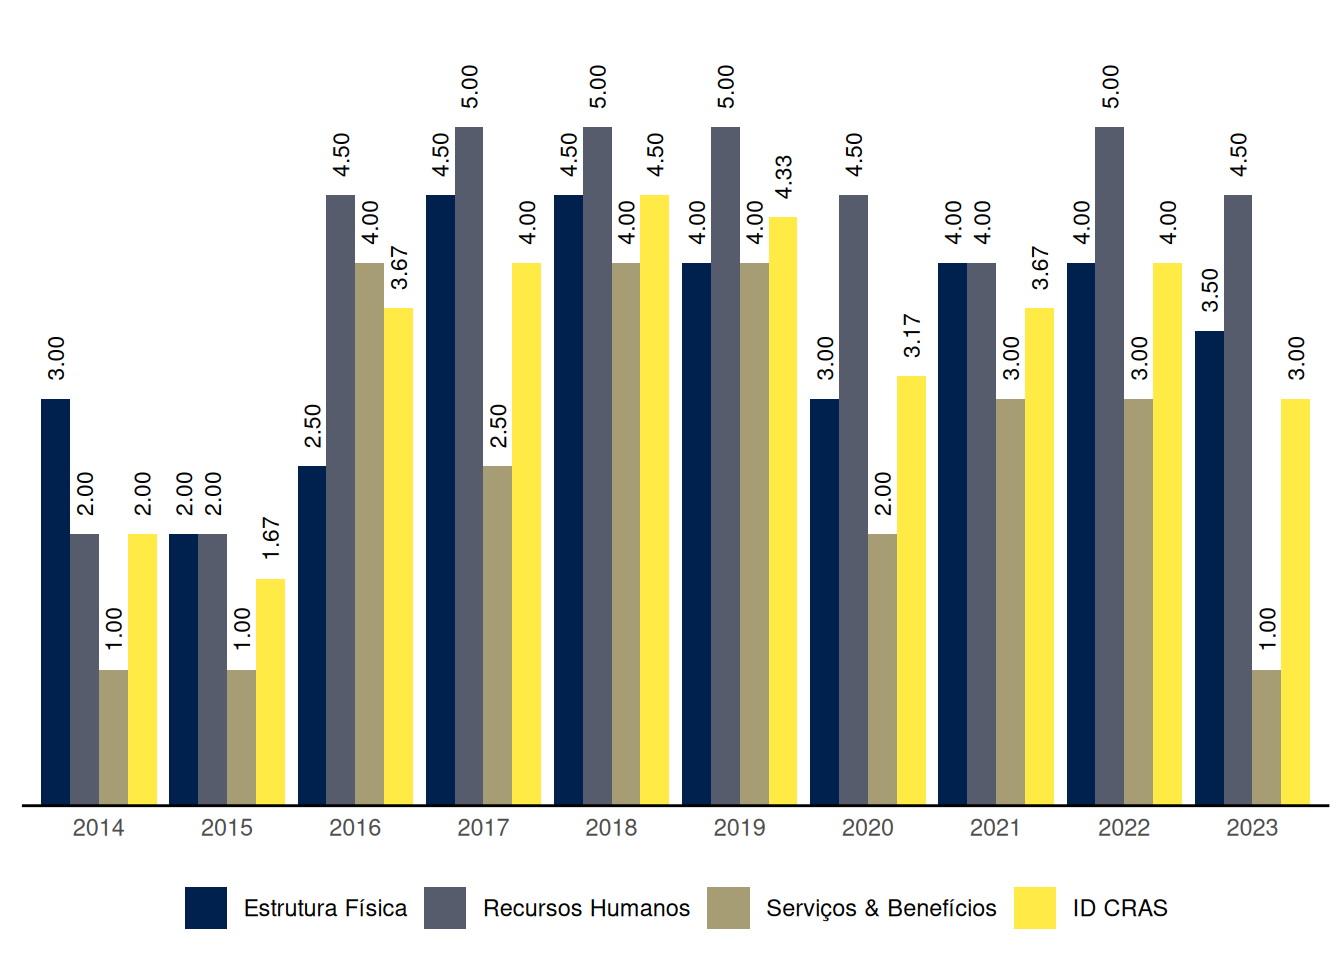 3.00 2.00 1.00 2.00
2.00 2.00 1.00 1.67
2.50 4.50 4.00 3.67
4.50 5.00 2.50 4.00
4.50 5.00 4.00 4.50
4.00 5.00 4.00 4.33
3.00 4.50 2.00 3.17
4.00 4.00 3.00 3.67
4.00 5.00 3.00 4.00
3.50 4.50 1.00 3.00
2014 2015 2016 2017 2018 2019 2020 2021 2022 2023
Estrutura Física Recursos Humanos Serviços & Benefícios ID CRAS